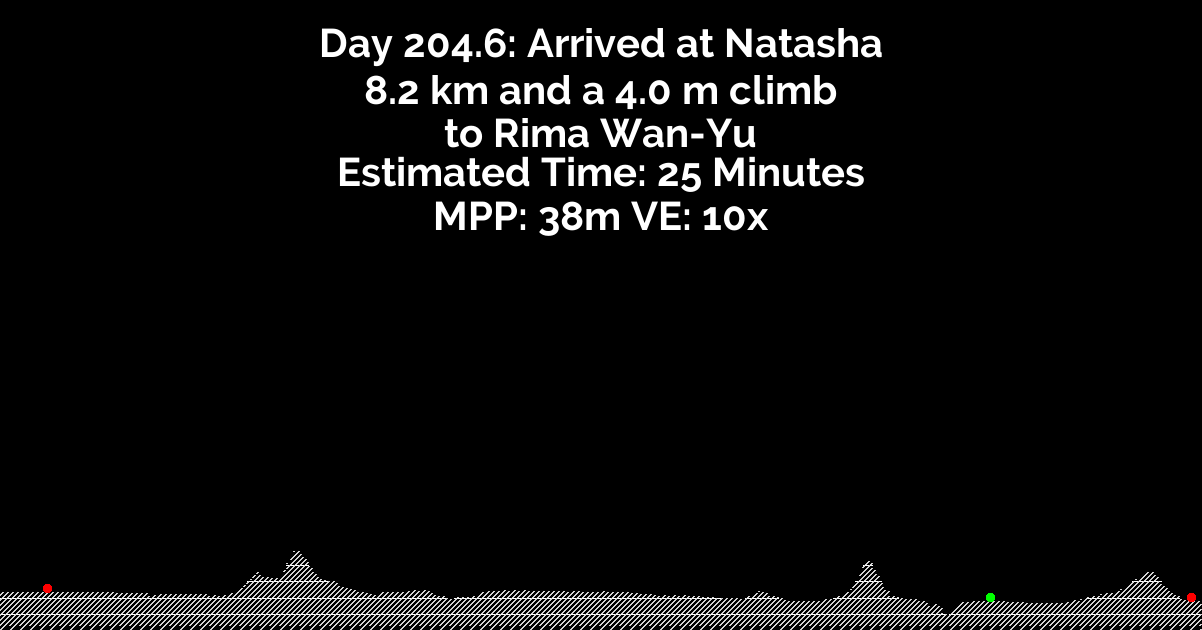 Day 204.6: Arrived at Natasha
8.2 km and a 4.0 m climb
to Rima Wan-Yu
Estimated Time: 25 Minutes
MPP: 38m VE: 10x